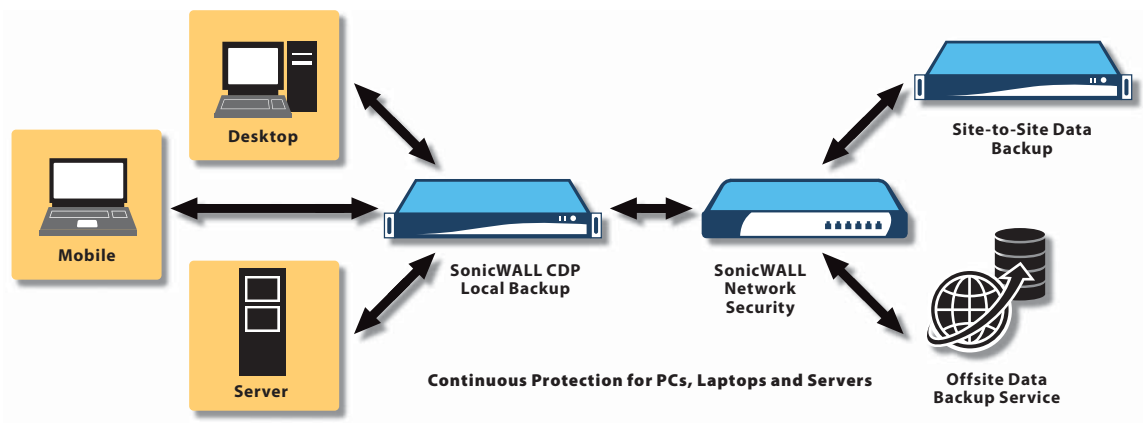 Desktop
Mobile
Server
SonicWALL CDP
Local Backup
SonicWALL
Network
Security
Site-to-Site Data
Backup
Offsite Data
Backup Service
Continuous Protection for PCs, Laptops and Servers